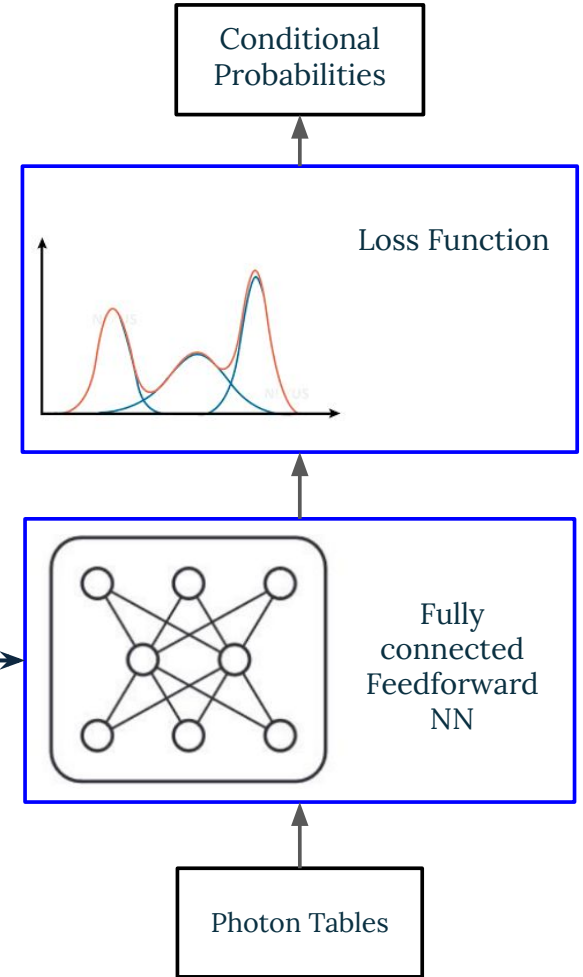 Conditional
Probabilities
Loss Function
Fully
connected
Feedforward
NN
Photon Tables